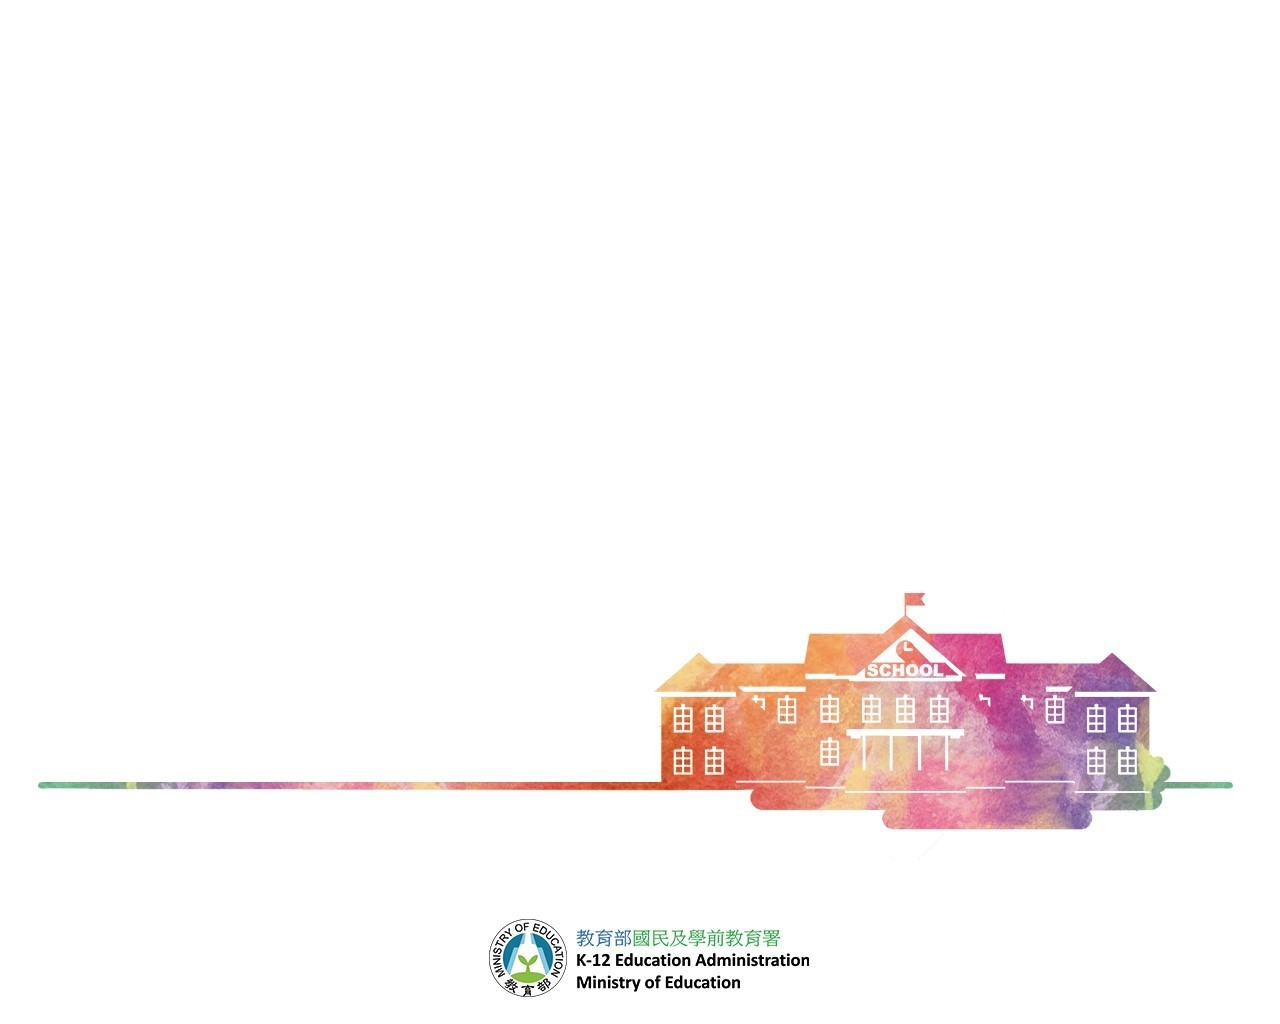 SCHOOL
MINISTRY OF EDUCATION
教育部
教育部國民及學前教育署
K-12 Education Administration
Ministry of Education